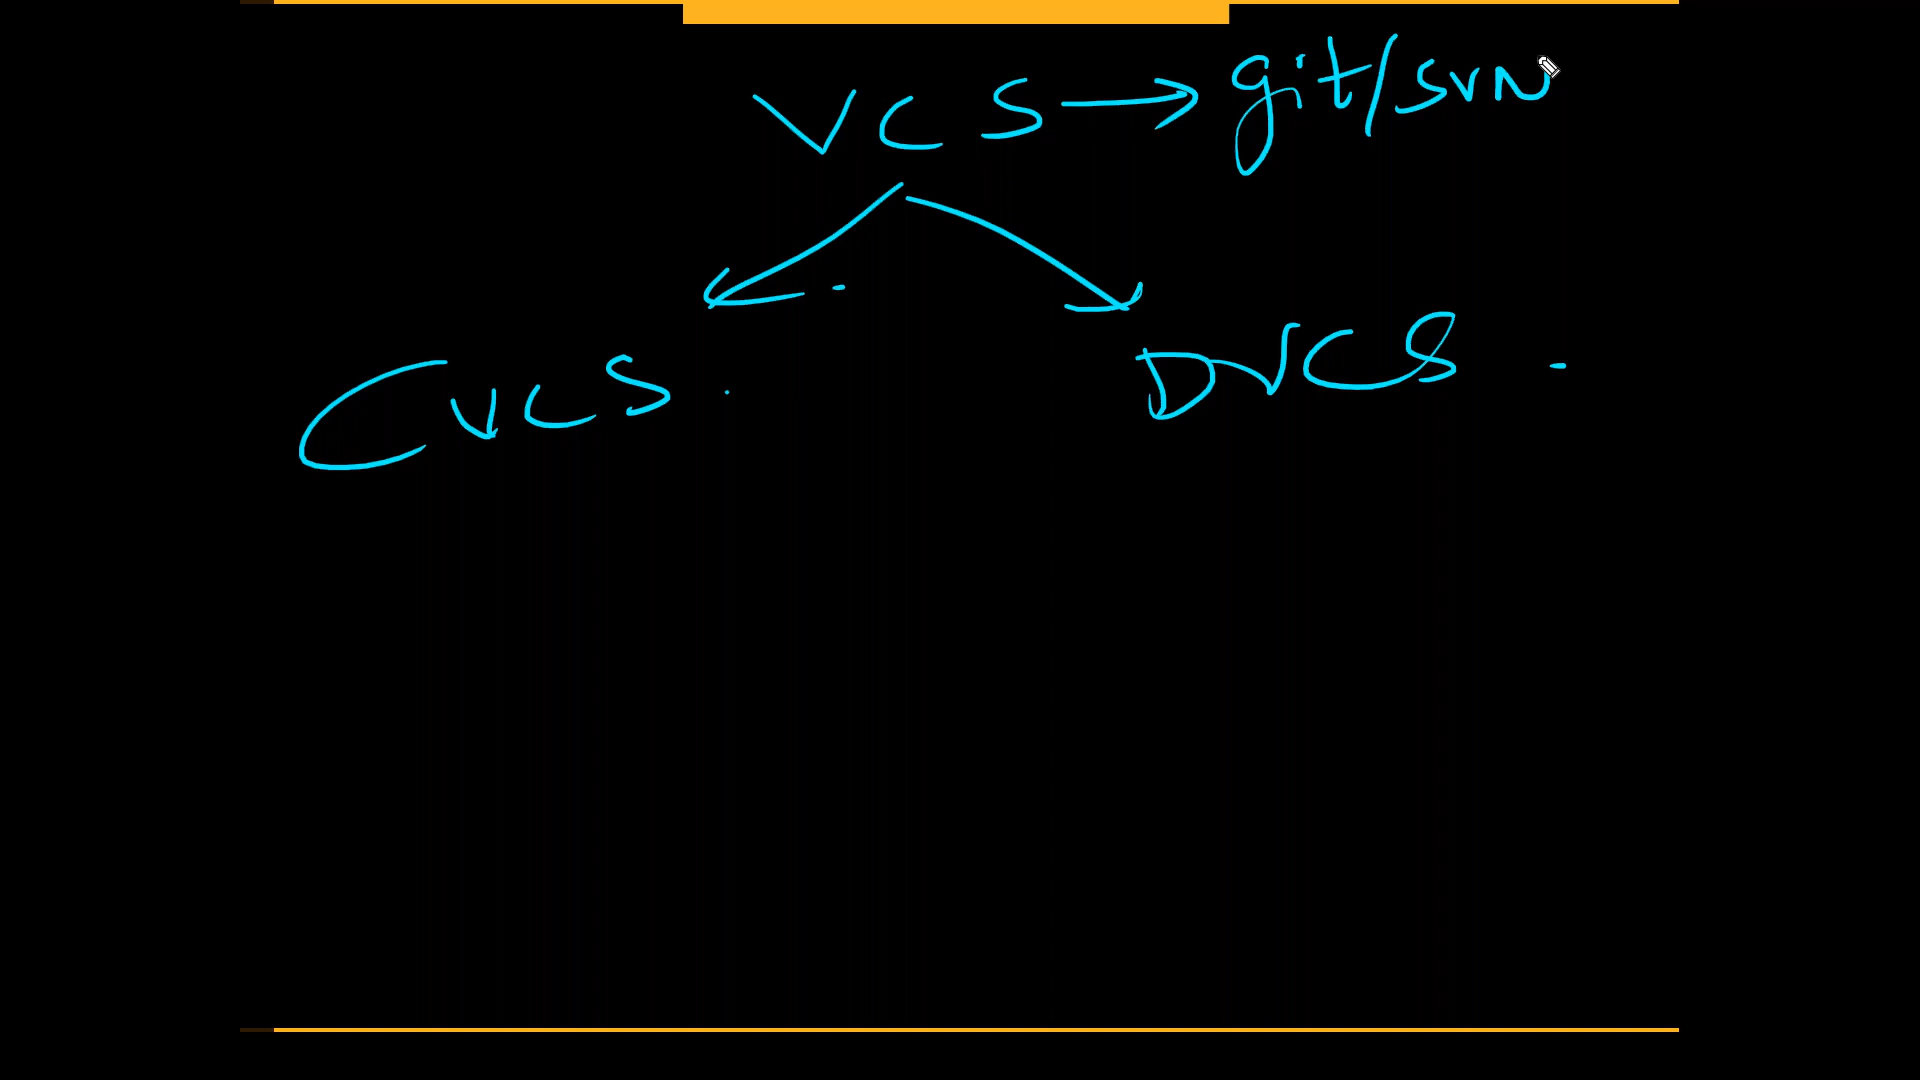 VCS → git/svn
CVCS. DVCS -